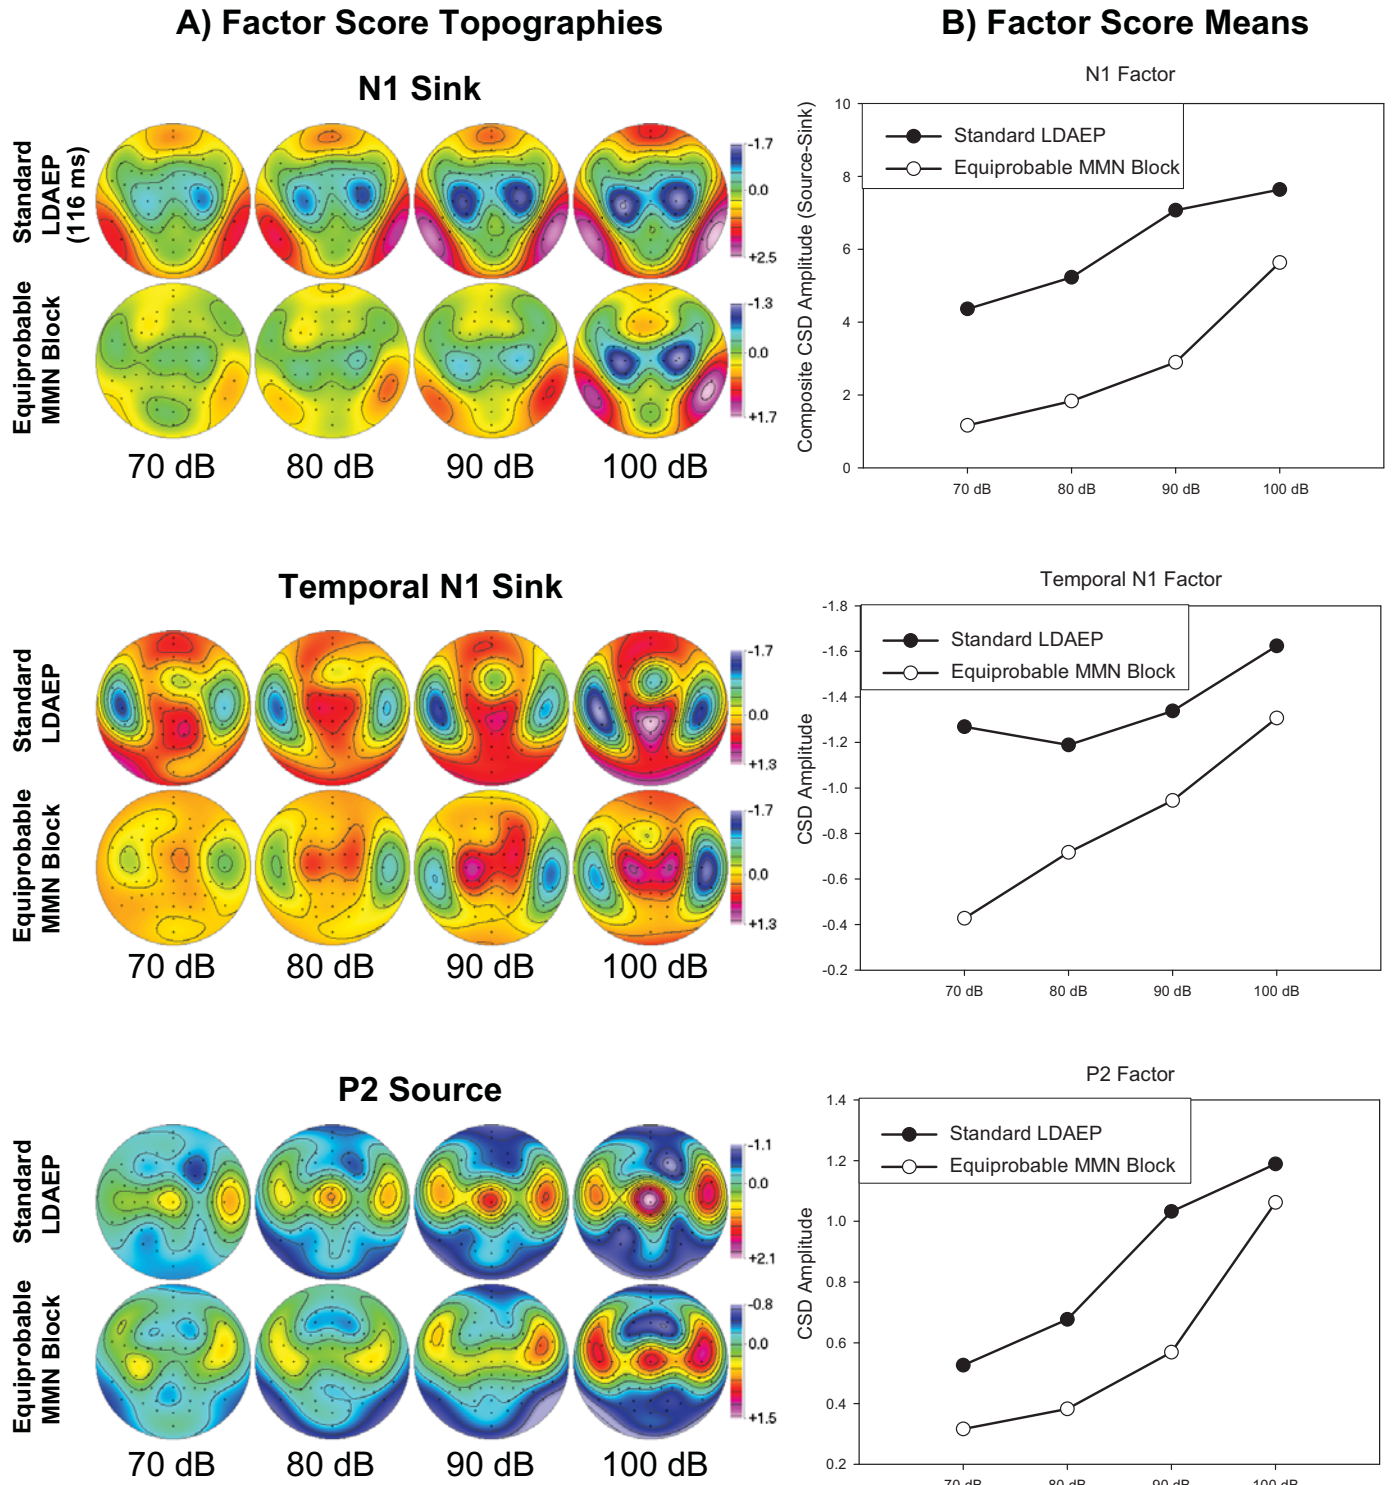 A) Factor Score Topographies
B) Factor Score Means
N1 Sink
Standard
LDAEP
(116 ms)
-1.7
0.0
+2.5
Equiprobable
MMN Block
-1.3
0.0
+1.7
70 dB 80 dB 90 dB 100 dB
N1 Factor
Standard LDAEP
Equiprobable MMN Block
Composite CSD Amplitude (Source-Sink)
10
8
6
4
2
0
70 dB 80 dB 90 dB 100 dB
Temporal N1 Sink
Standard
LDAEP
-1.7
0.0
+1.3
Equiprobable
MMN Block
-1.7
0.0
+1.3
70 dB 80 dB 90 dB 100 dB
Temporal N1 Factor
Standard LDAEP
Equiprobable MMN Block
CSD Amplitude
-1.8
-1.6
-1.4
-1.2
-1.0
-0.8
-0.6
-0.4
-0.2
70 dB 80 dB 90 dB 100 dB
P2 Source
Standard
LDAEP
-1.1
0.0
+2.1
Equiprobable
MMN Block
-0.8
0.0
+1.5
70 dB 80 dB 90 dB 100 dB
P2 Factor
Standard LDAEP
Equiprobable MMN Block
CSD Amplitude
1.4
1.2
1.0
0.8
0.6
0.4
0.2
70 dB 80 dB 90 dB 100 dB